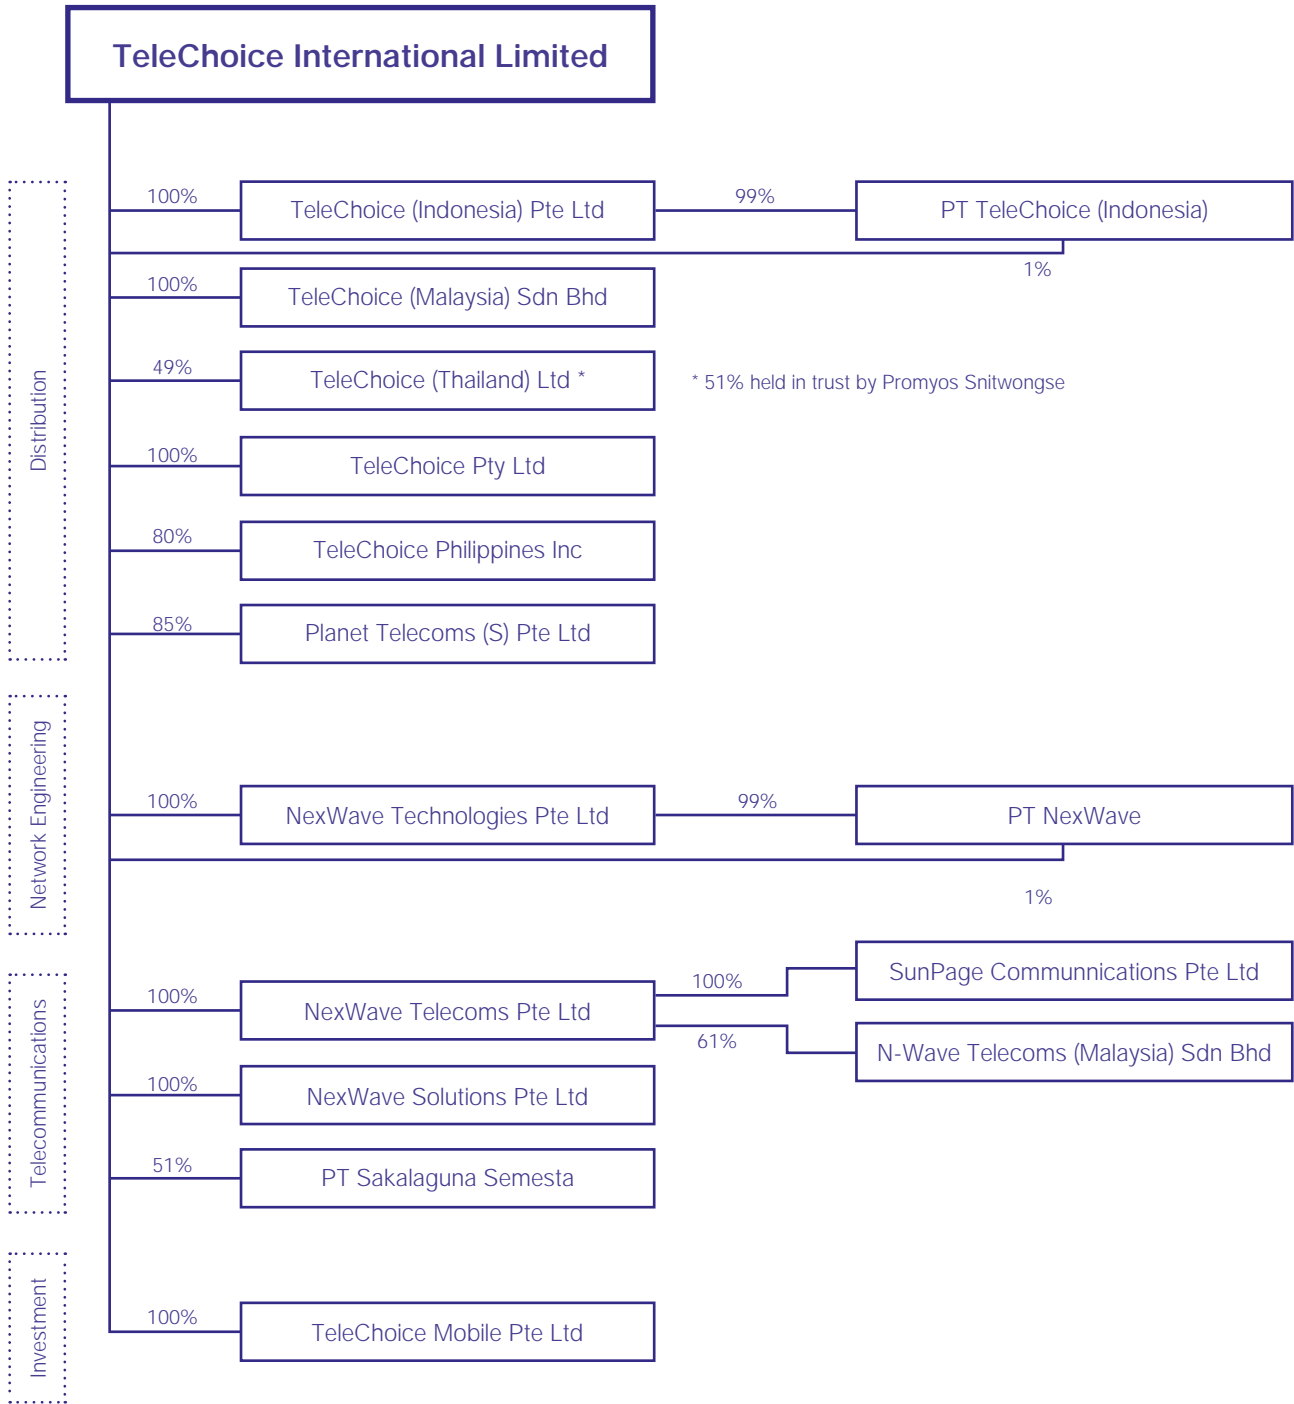 TeleChoice International Limited
Distribution
100%
TeleChoice (Indonesia) Pte Ltd
99%
PT TeleChoice (Indonesia)
1%
100%
TeleChoice (Malaysia) Sdn Bhd
49%
TeleChoice (Thailand) Ltd *
* 51% held in trust by Promyos Snitwongse
100%
TeleChoice Pty Ltd
80%
TeleChoice Philippines Inc
85%
Planet Telecoms (S) Pte Ltd
Network Engineering
100%
NexWave Technologies Pte Ltd
99%
PT NexWave
1%
Telecommunications
100%
NexWave Telecoms Pte Ltd
100%
SunPage Communnications Pte Ltd
61%
N-Wave Telecoms (Malaysia) Sdn Bhd
100%
NexWave Solutions Pte Ltd
51%
PT Sakalaguna Semesta
Investment
100%
TeleChoice Mobile Pte Ltd